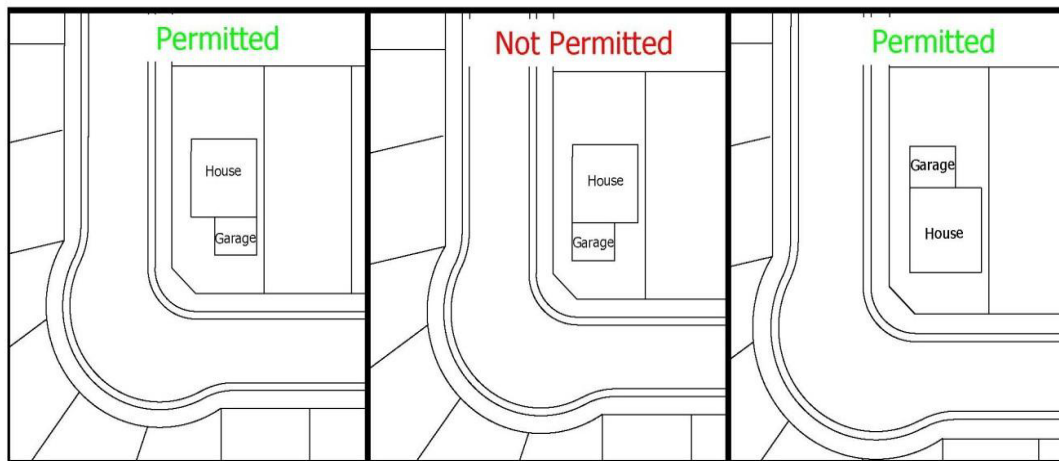 Permitted
House
Garage
Not Permitted
House
Garage
Permitted
Garage
House